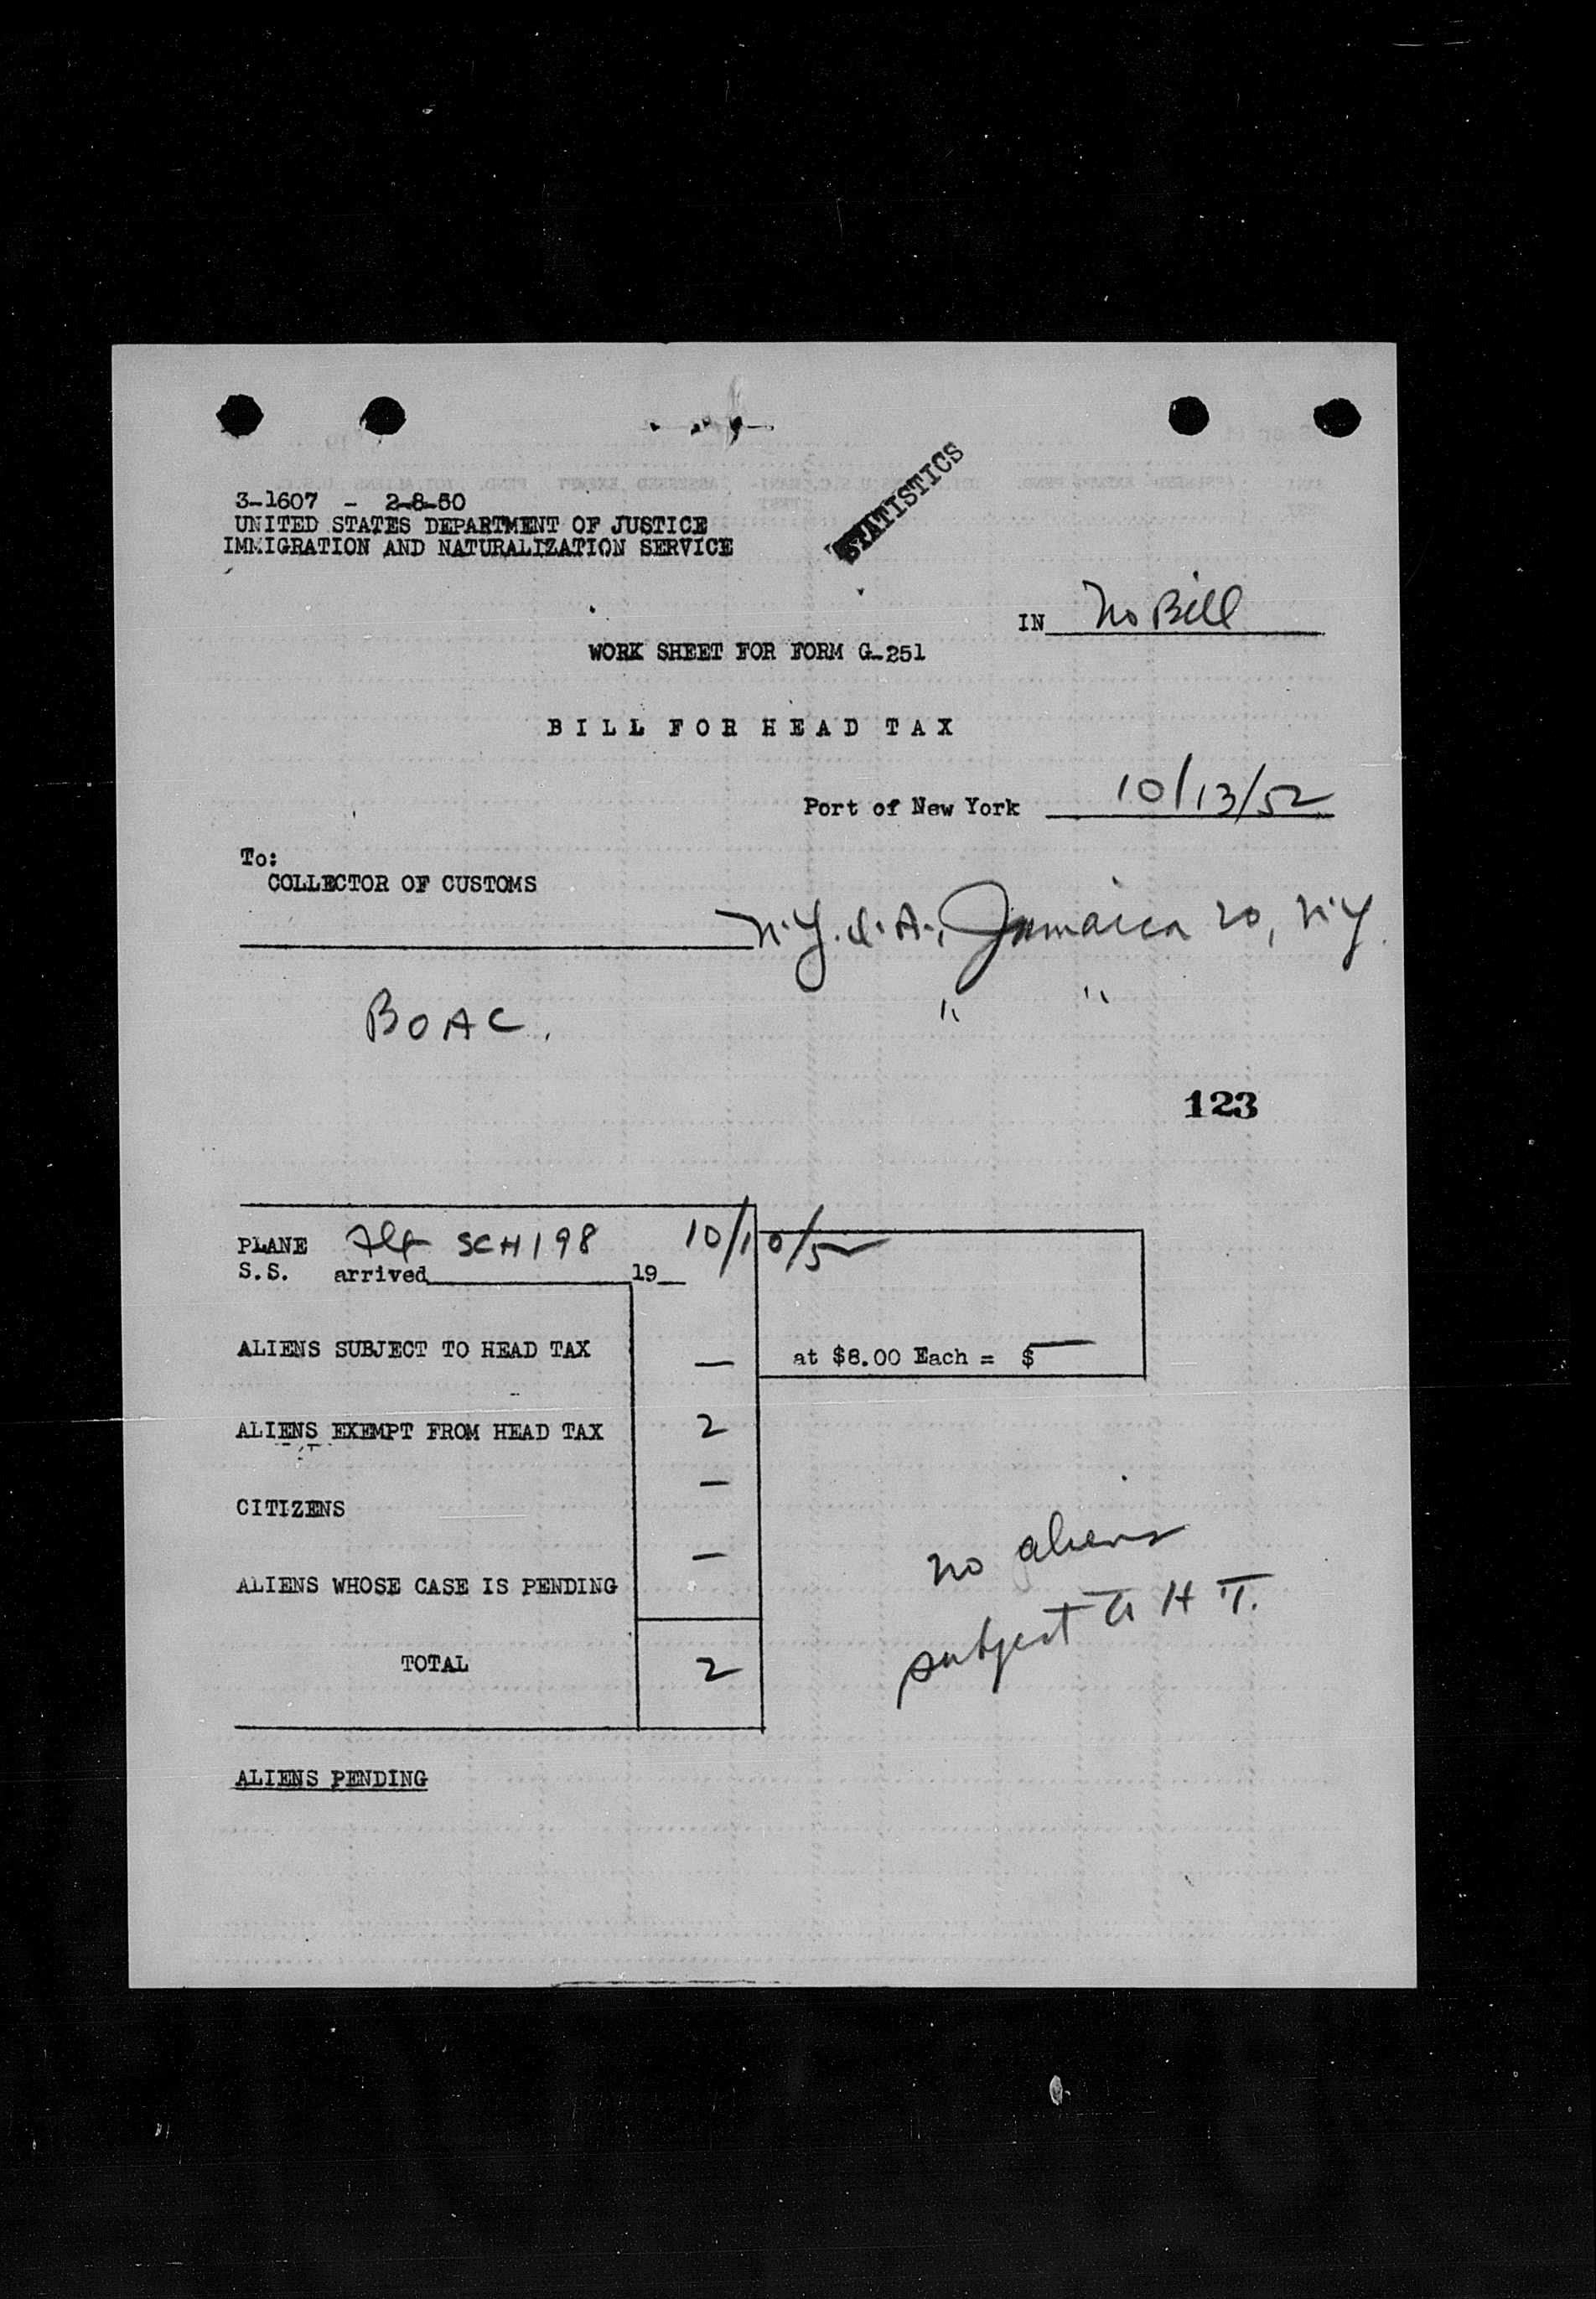 STATISTICS
3-1607 - 2-8-50
UNITED STATES DEPARTMENT OF JUSTICE
IMMIGRATION AND NATURALIZATION SERVICE
IN No Bill
WORK SHEET FOR FORM G-251
BILL FOR HEAD TAX
Port of New York 10/13/52
To:
COLLECTOR OF CUSTOMS
N.Y.I.A., Jamaica 20, N.Y.
BOAC. " "
123
PLANE Flt SCH 198 10/10/52
S.S. arrived 19
ALIENS SUBJECT TO HEAD TAX — at $8.00 Each = $ —
ALIENS EXEMPT FROM HEAD TAX 2
CITIZENS —
ALIENS WHOSE CASE IS PENDING —
no aliens
subject to H T.
TOTAL 2
ALIENS PENDING